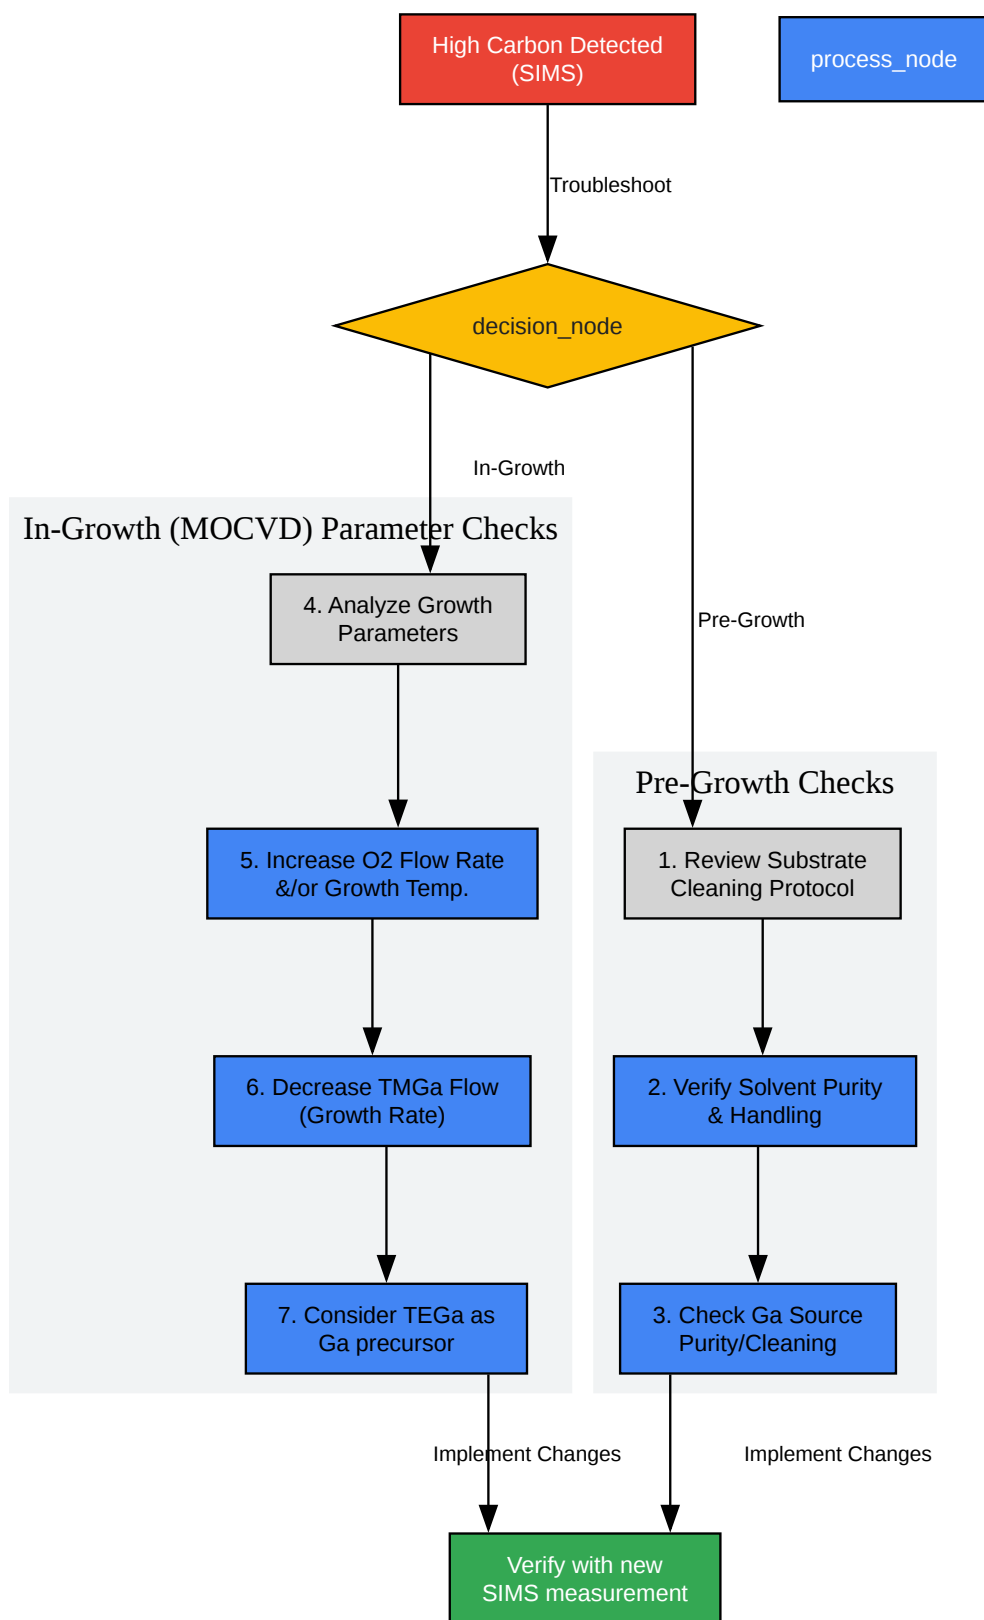 High Carbon Detected
(SIMS)
process_node
Troubleshoot
decision_node
In-Growth
In-Growth (MOCVD) Parameter Checks
4. Analyze Growth
Parameters
Pre-Growth
Pre-Growth Checks
5. Increase O2 Flow Rate
&/or Growth Temp.
1. Review Substrate
Cleaning Protocol
6. Decrease TMGa Flow
(Growth Rate)
2. Verify Solvent Purity
& Handling
7. Consider TEGa as
Ga precursor
3. Check Ga Source
Purity/Cleaning
Implement Changes
Implement Changes
Verify with new
SIMS measurement